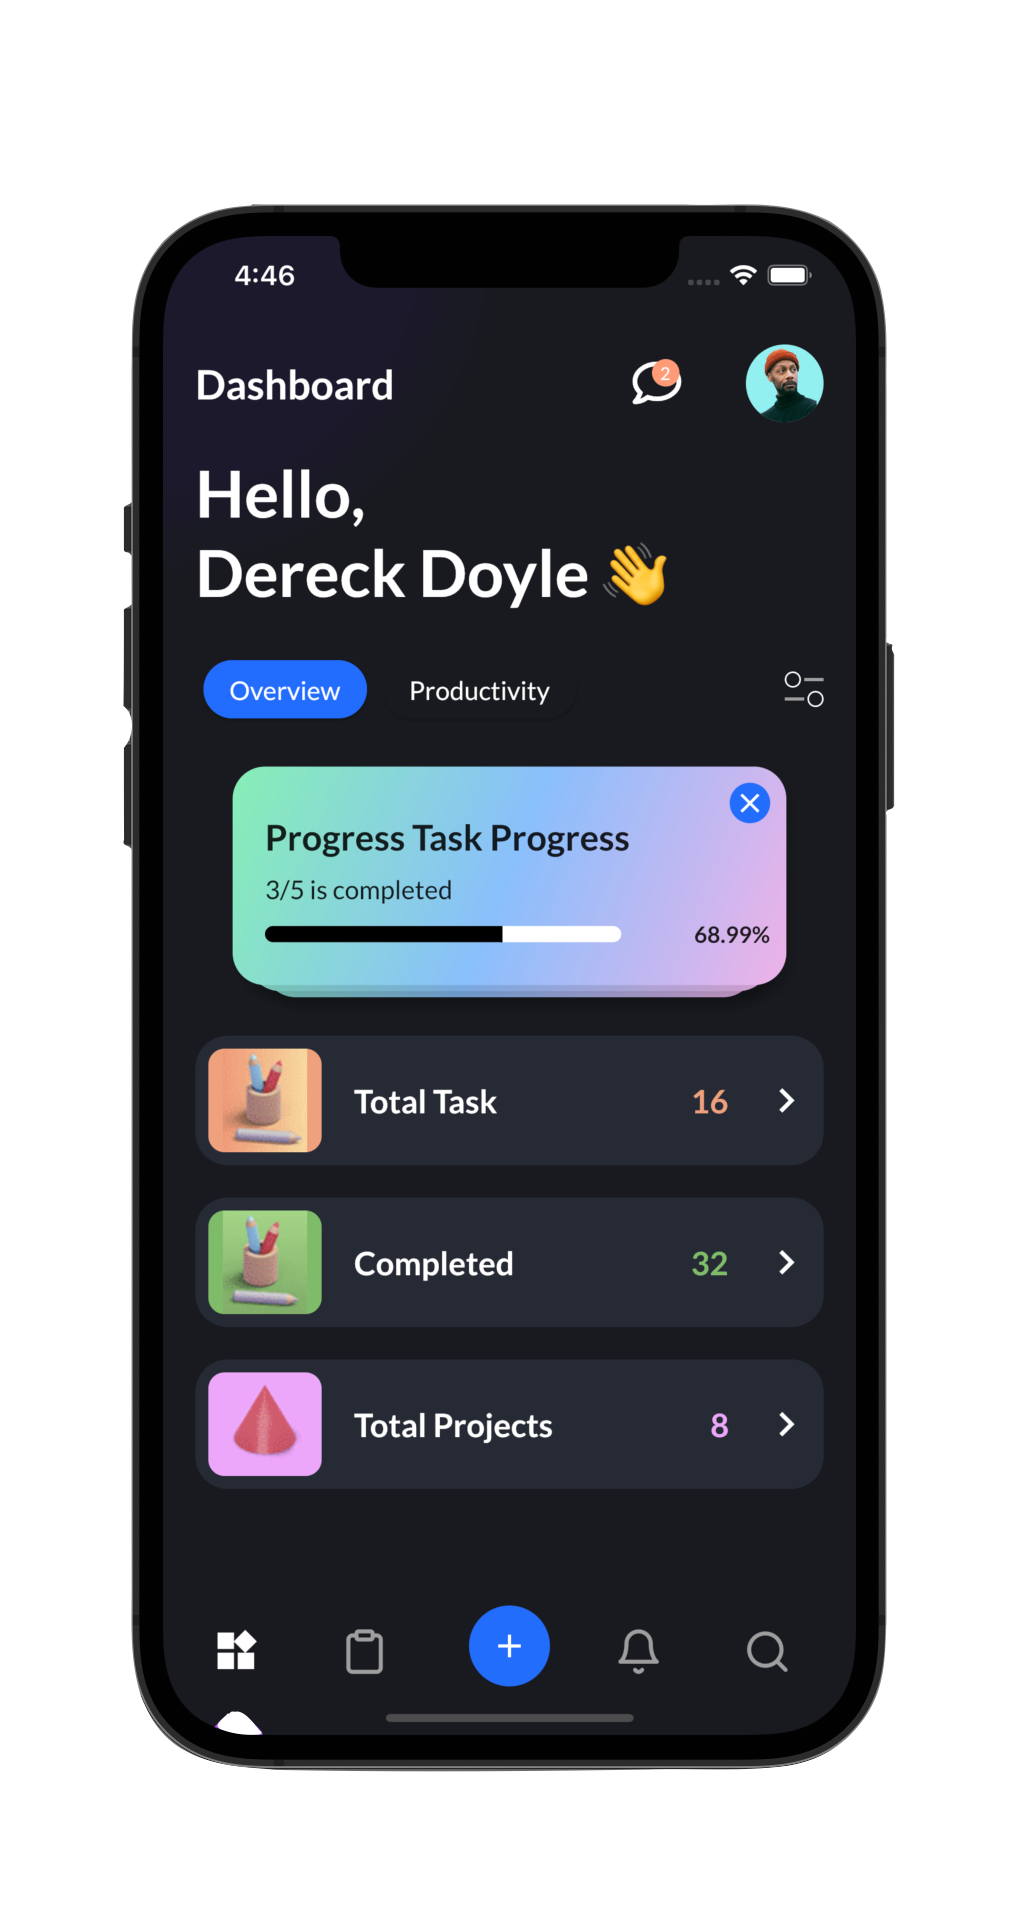 4:46
Dashboard
2
Hello,
Dereck Doyle 👋
Overview
Productivity
Progress Task Progress
3/5 is completed
68.99%
Total Task
16
Completed
32
Total Projects
8